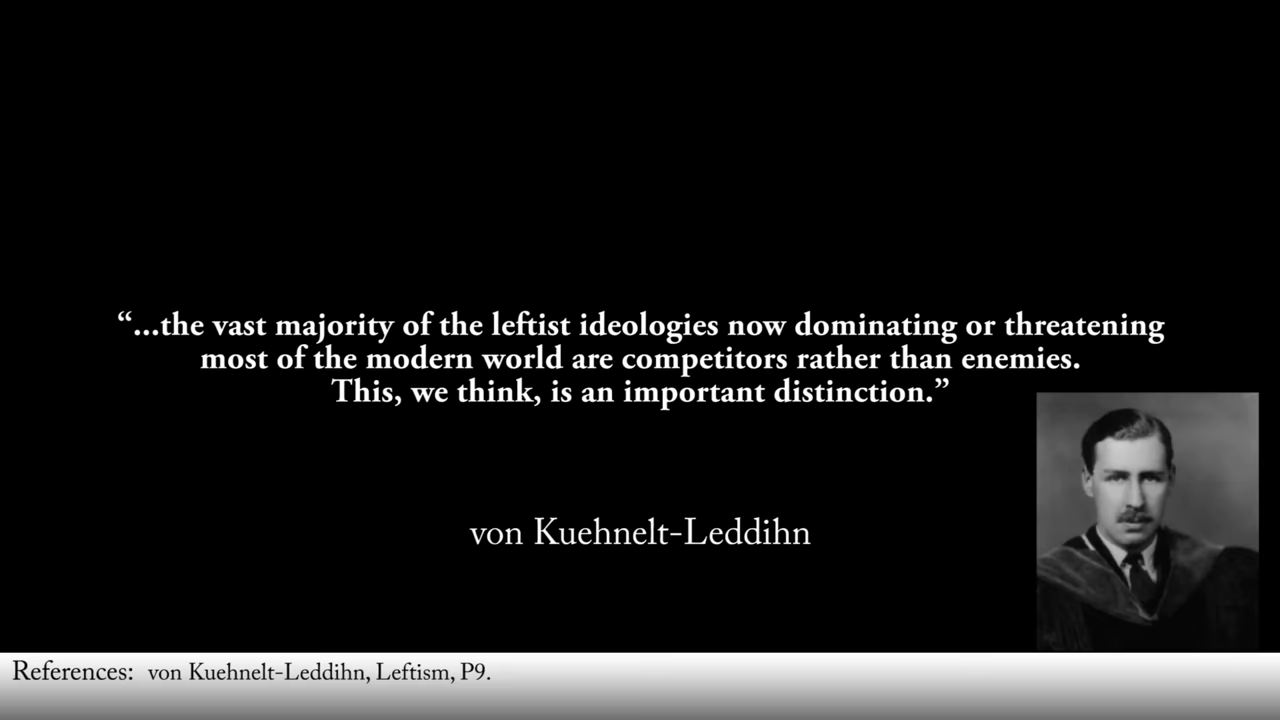 “...the vast majority of the leftist ideologies now dominating or threatening
most of the modern world are competitors rather than enemies.
This, we think, is an important distinction.”
von Kuehnelt-Leddihn
References: von Kuehnelt-Leddihn, Leftism, P9.